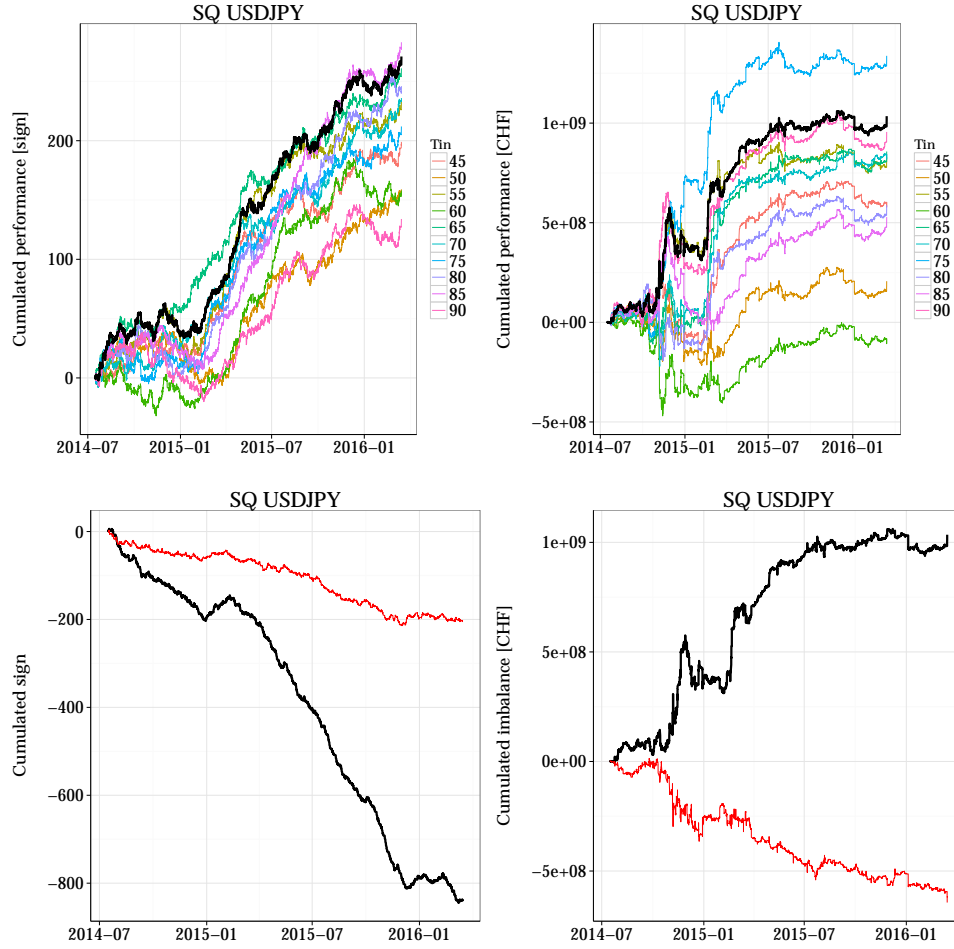 SQ USDJPY
Cumulated performance [sign]
200
100
0
2014−07
2015−01
2015−07
2016−01
Tin
45
50
55
60
65
70
75
80
85
90
SQ USDJPY
Cumulated performance [CHF]
1e+09
5e+08
0e+00
−5e+08
2014−07
2015−01
2015−07
2016−01
Tin
45
50
55
60
65
70
75
80
85
90
SQ USDJPY
Cumulated sign
0
−200
−400
−600
−800
2014−07
2015−01
2015−07
2016−01
SQ USDJPY
Cumulated imbalance [CHF
1e+09
5e+08
0e+00
−5e+08
2014−07
2015−01
2015−07
2016−01